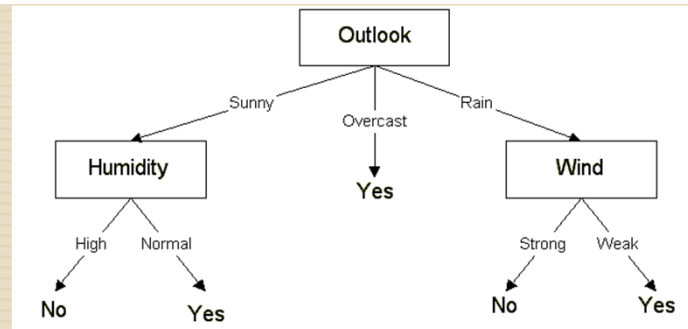 Outlook
Sunny
Overcast
Rain
Humidity
Yes
Wind
High
Normal
Strong
Weak
No
Yes
No
Yes